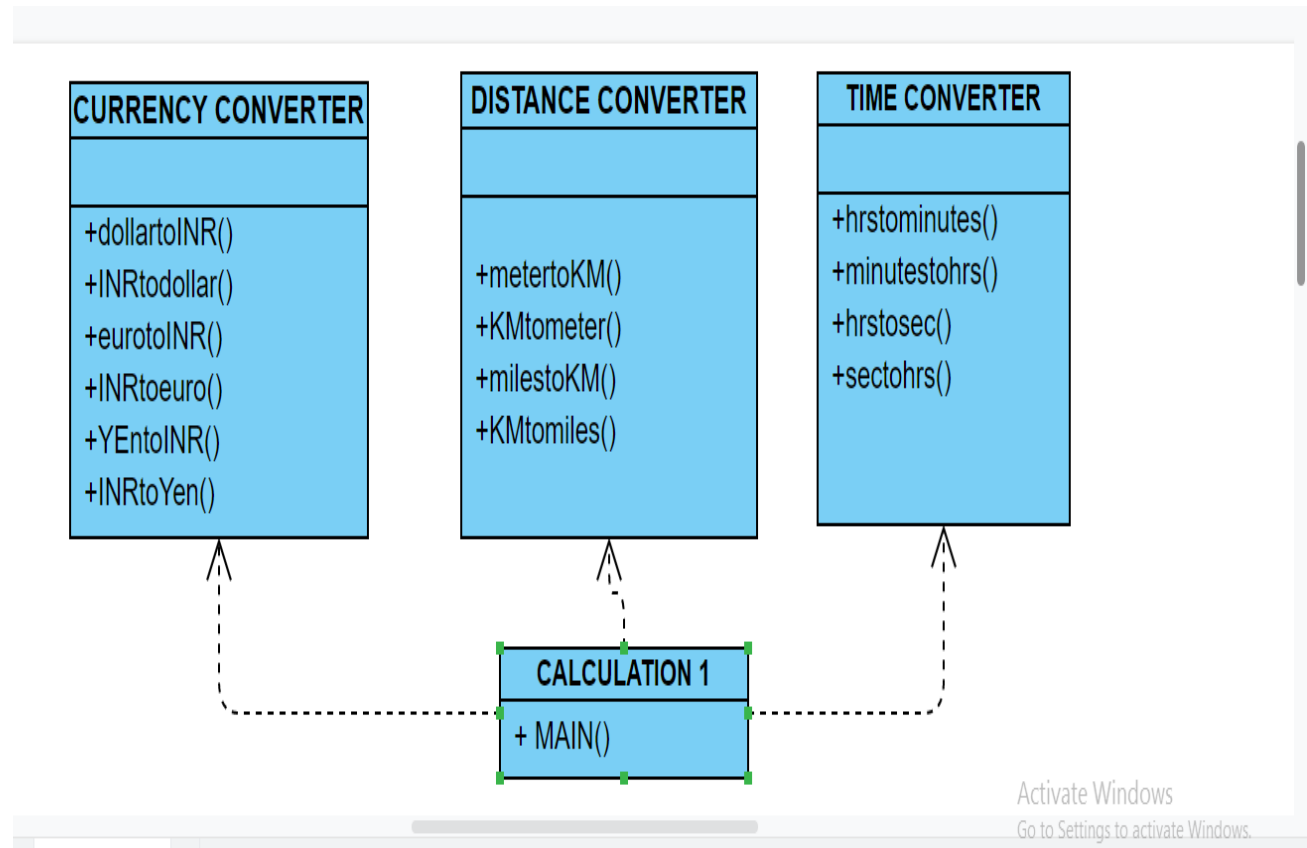 CURRENCY CONVERTER
+dollartoINR()
+INRtodollar()
+eurotoINR()
+INRtoeuro()
+YEntoINR()
+INRtoYen()
DISTANCE CONVERTER
+metertoKM()
+KMtometer()
+milestoKM()
+KMtomiles()
TIME CONVERTER
+hrstominutes()
+minutestohrs()
+hrstosec()
+sectohrs()
CALCULATION 1
+ MAIN()
Activate Windows
Go to Settings to activate Windows.